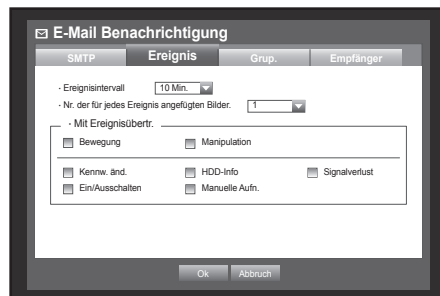 E-Mail Benachrichtigung
SMTP Ereignis Grup. Empfänger
· Ereignisintervall 10 Min.
· Nr. der für jedes Ereignis angefügten Bilder. 1
· Mit Ereignisübertr.
Bewegung Manipulation
Kennw. änd. HDD-Info Signalverlust
Ein/Ausschalten Manuelle Aufn.
Ok Abbruch